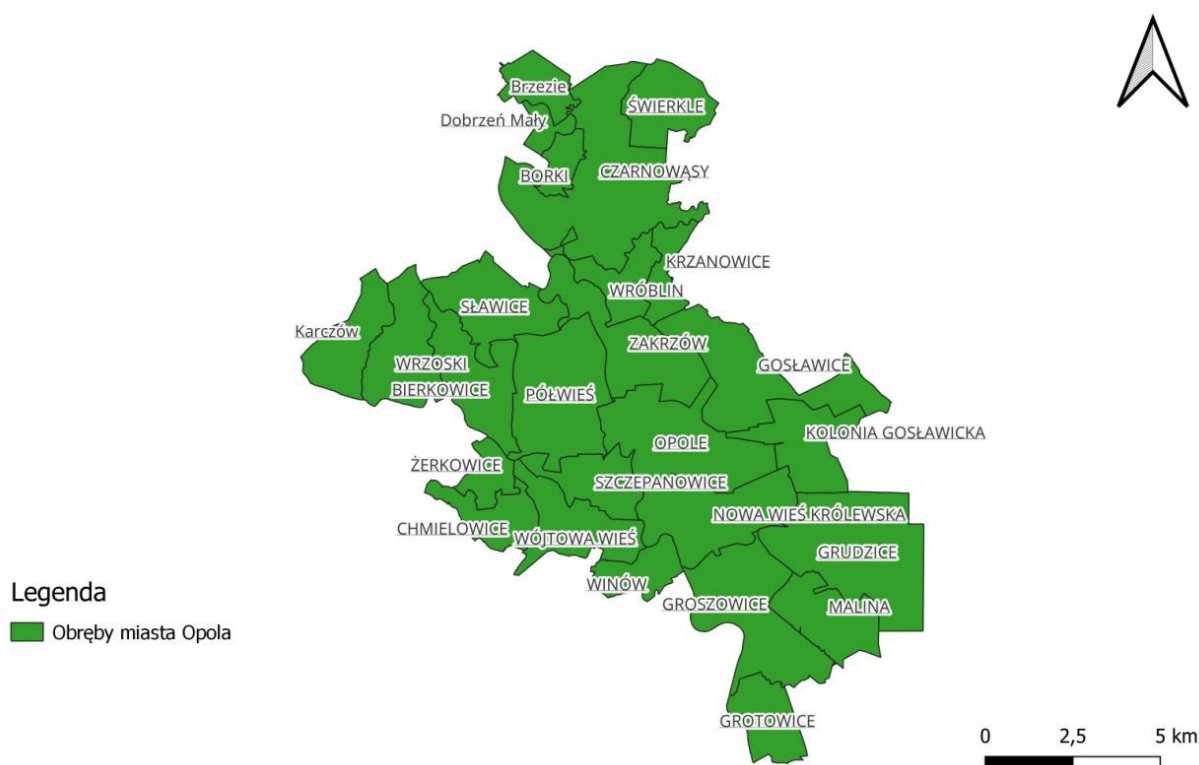 Brzezie
ŚWIERKLE
Dobrzeń Mały
BORKI
CZARNOWĄSY
KRZANOWICE
WRÓBLIN
SŁAWICE
Karczów
ZAKRZÓW
WRZOSKI
GOSŁAWICE
BIERKOWICE
PÓŁWIEŚ
KOLONIA GOSŁAWICKA
OPOLE
ŻERKOWICE
SZCZEPANOWICE
NOWA WIEŚ KRÓLEWSKA
CHMIELOWICE
WÓJTOWA WIEŚ
GRUDZICE
WINÓW
GROSZOWICE
MALINA
GROTOWICE
Legenda
Obręby miasta Opola
0 2,5 5 km